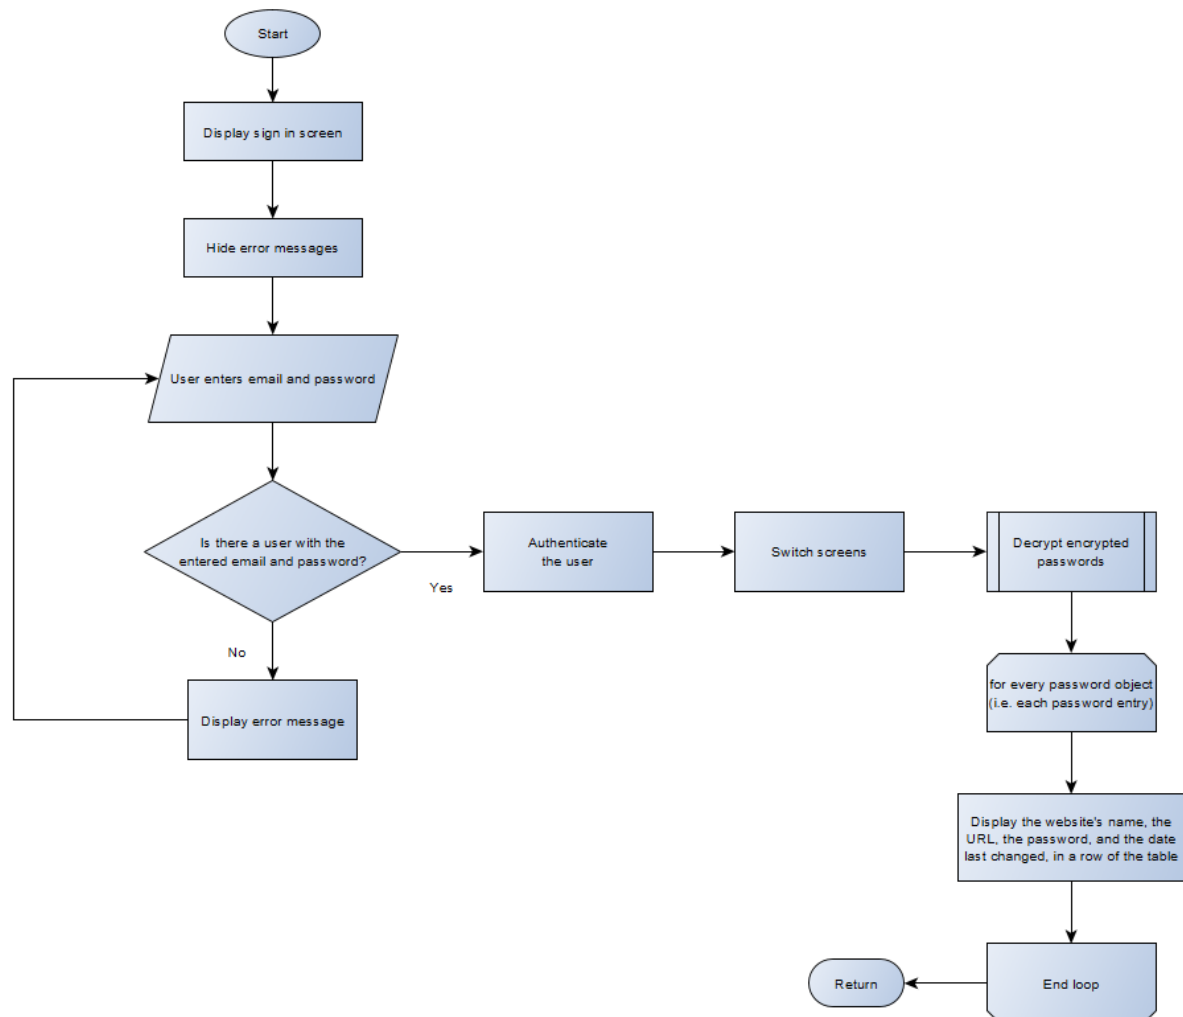 Start
Display sign in screen
Hide error messages
User enters email and password
Is there a user with the
entered email and password?
Yes
No
Display error message
Authenticate
the user
Switch screens
Decrypt encrypted
passwords
for every password object
(i.e. each password entry)
Display the website's name, the
URL, the password, and the date
last changed, in a row of the table
End loop
Return